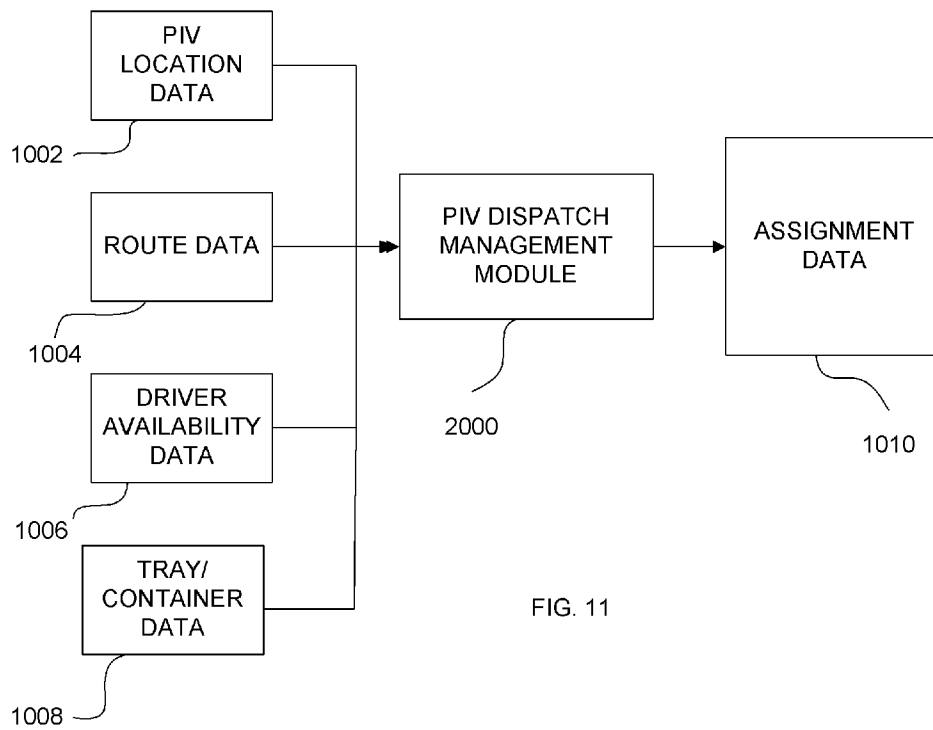 PIV
LOCATION
DATA
1002
ROUTE DATA
1004
DRIVER
AVAILABILITY
DATA
1006
TRAY/
CONTAINER
DATA
1008
PIV DISPATCH
MANAGEMENT
MODULE
2000
ASSIGNMENT
DATA
1010
FIG. 11